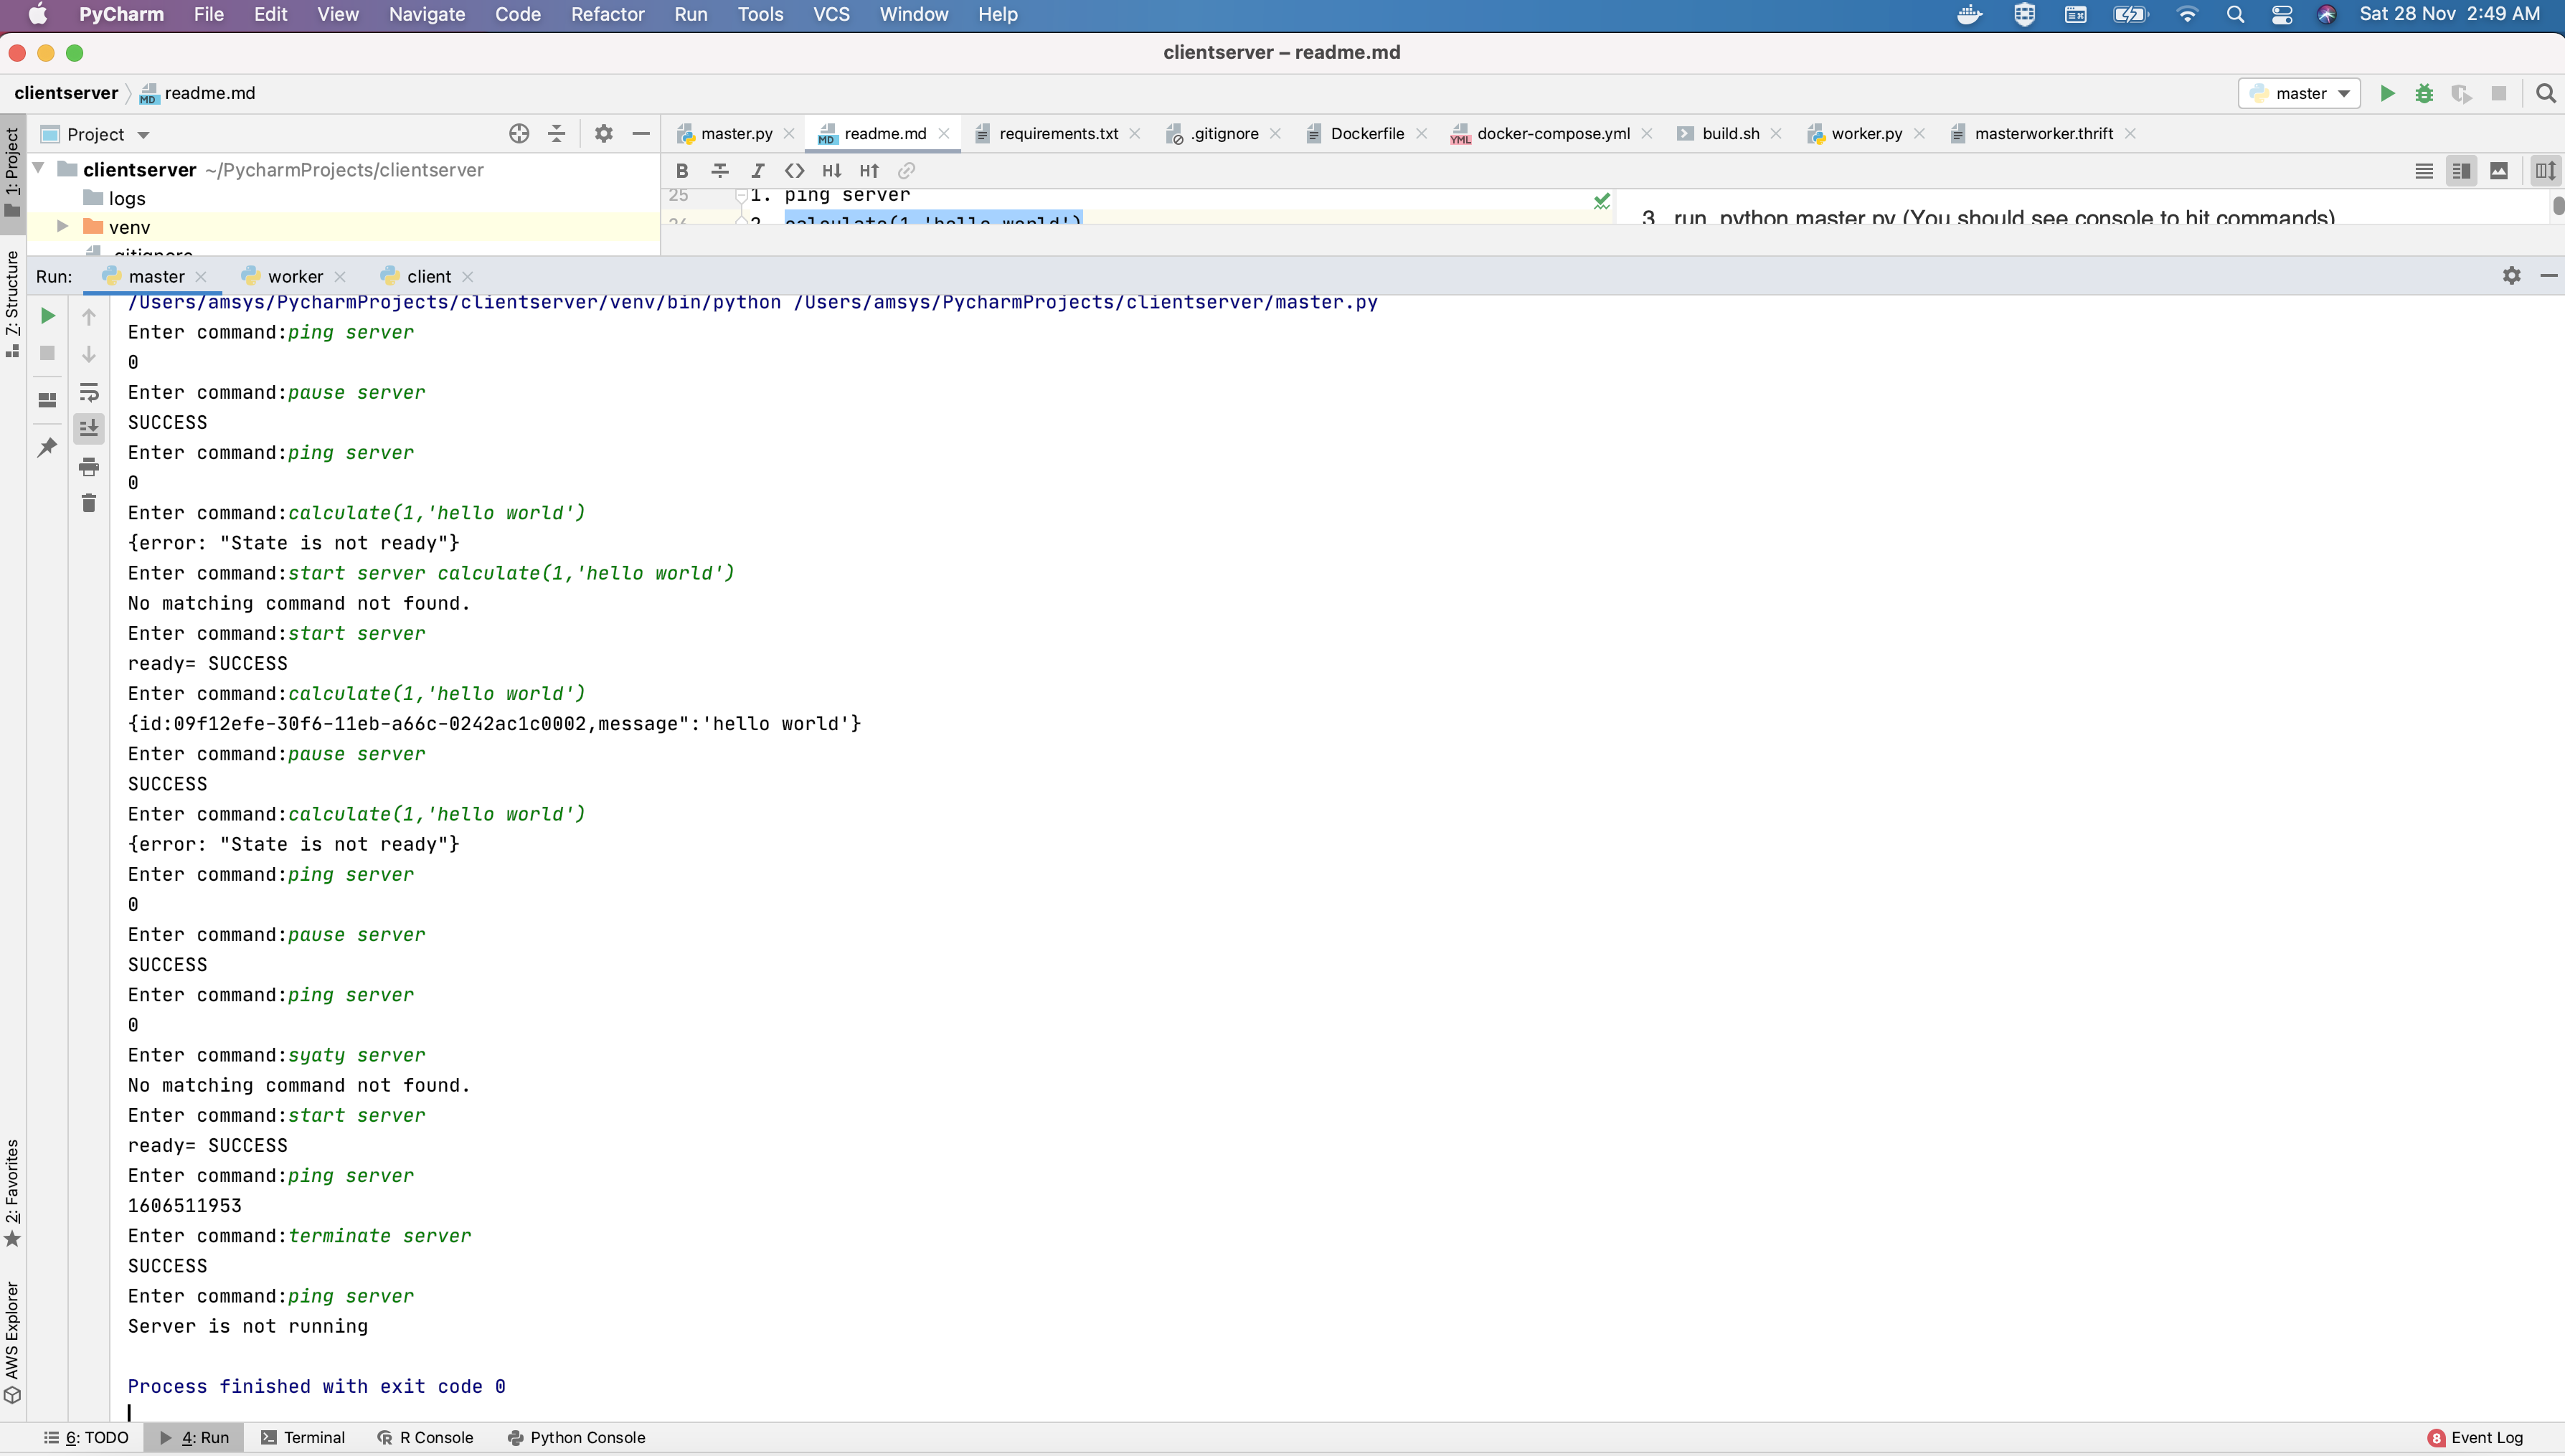 PyCharm File Edit View Navigate Code Refactor Run Tools VCS Window Help Sat 28 Nov 2:49 AM
clientserver – readme.md
clientserver readme.md master
Project master.py readme.md requirements.txt .gitignore Dockerfile docker-compose.yml build.sh worker.py masterworker.thrift
1: Project
7: Structure
2: Favorites
AWS Explorer
clientserver ~/PycharmProjects/clientserver
logs
venv
.gitignore
B I <> H↓ H↑
25 1. ping server
26 2. calculate(1,'hello world')
3. run python master.py (You should see console to hit commands)
Run: master worker client
/Users/amsys/PycharmProjects/clientserver/venv/bin/python /Users/amsys/PycharmProjects/clientserver/master.py
Enter command:ping server
0
Enter command:pause server
SUCCESS
Enter command:ping server
0
Enter command:calculate(1,'hello world')
{error: "State is not ready"}
Enter command:start server calculate(1,'hello world')
No matching command not found.
Enter command:start server
ready= SUCCESS
Enter command:calculate(1,'hello world')
{id:09f12efe-30f6-11eb-a66c-0242ac1c0002,message":'hello world'}
Enter command:pause server
SUCCESS
Enter command:calculate(1,'hello world')
{error: "State is not ready"}
Enter command:ping server
0
Enter command:pause server
SUCCESS
Enter command:ping server
0
Enter command:syaty server
No matching command not found.
Enter command:start server
ready= SUCCESS
Enter command:ping server
1606511953
Enter command:terminate server
SUCCESS
Enter command:ping server
Server is not running
Process finished with exit code 0
6: TODO 4: Run Terminal R Console Python Console 8 Event Log